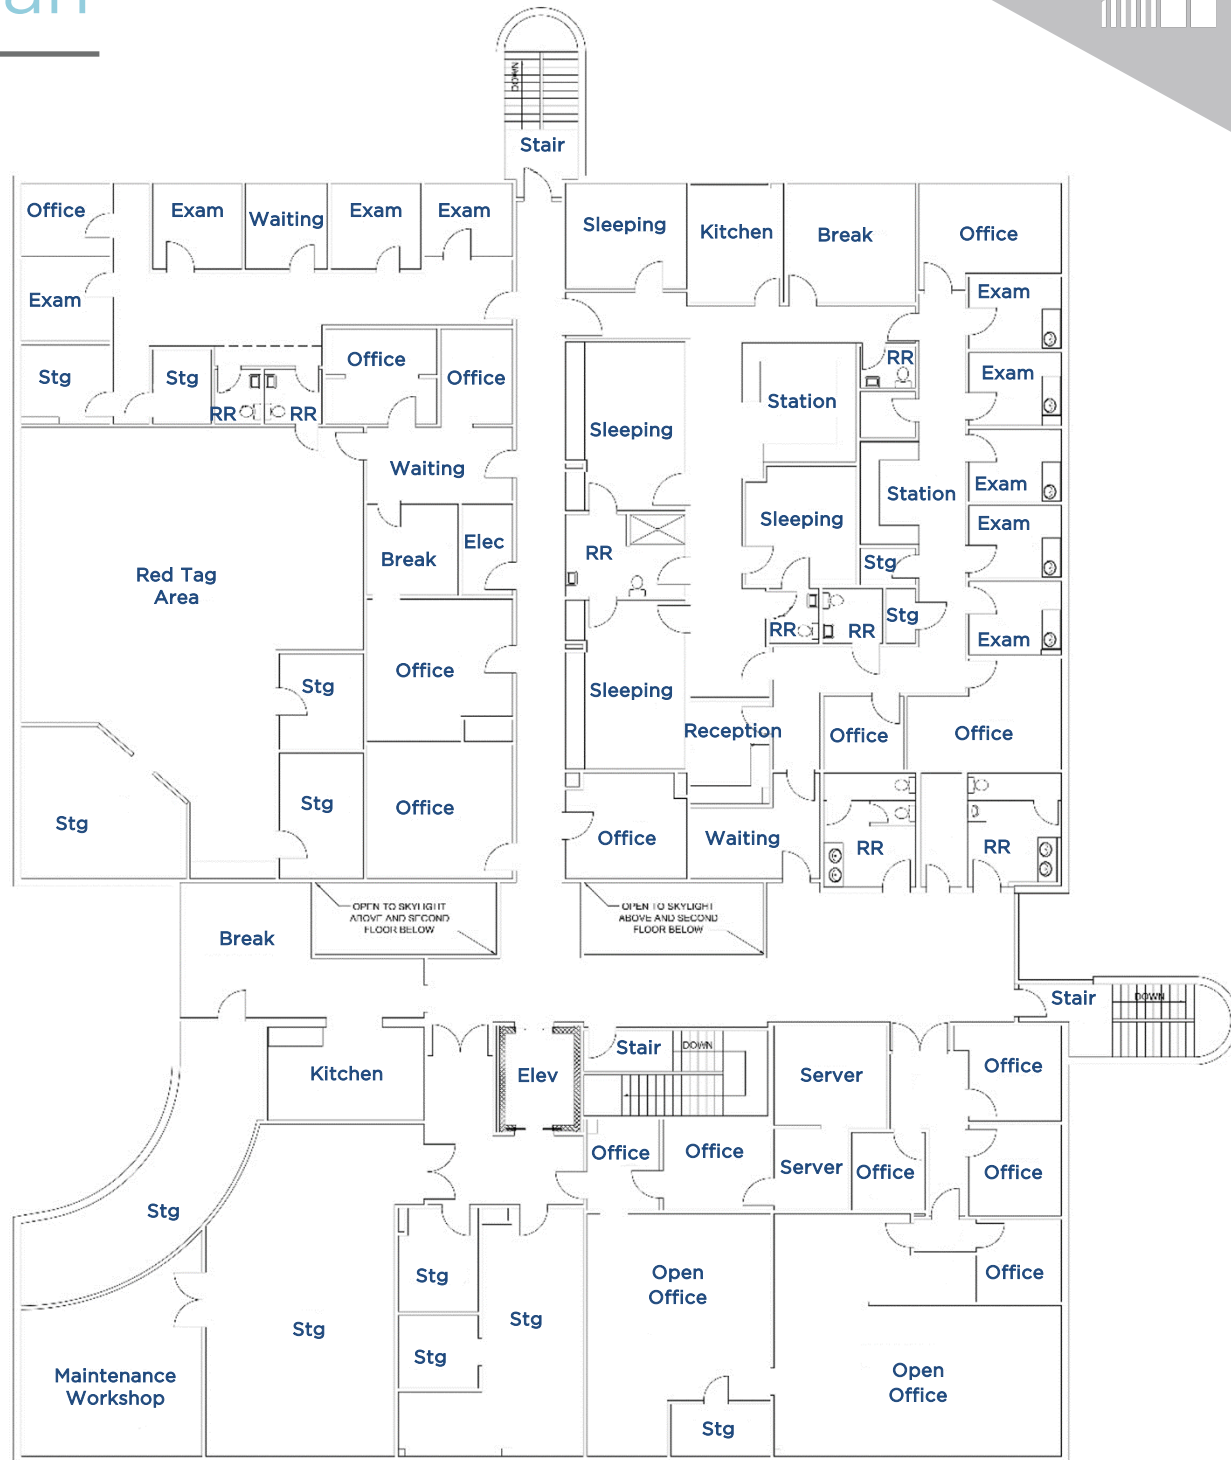 an
DOWN
Stair
Office
Exam
Waiting
Exam
Exam
Sleeping
Kitchen
Break
Office
Exam
Exam
Stg
Stg
RR
RR
Office
Office
RR
Exam
Station
Sleeping
Waiting
Station
Exam
Exam
Sleeping
Break
Elec
RR
Stg
Red Tag
Area
Stg
RR
RR
Exam
Office
Stg
Sleeping
Reception
Office
Office
Stg
Stg
Office
Office
Waiting
RR
RR
OPEN TO SKYLIGHT
ABOVE AND SECOND
FLOOR BELOW
OPEN TO SKYLIGHT
ABOVE AND SECOND
FLOOR BELOW
Break
Stair
DOWN
Stair
DOWN
Kitchen
Elev
Server
Office
Office
Office
Server
Office
Office
Stg
Stg
Stg
Stg
Stg
Open
Office
Office
Maintenance
Workshop
Open
Office
Stg